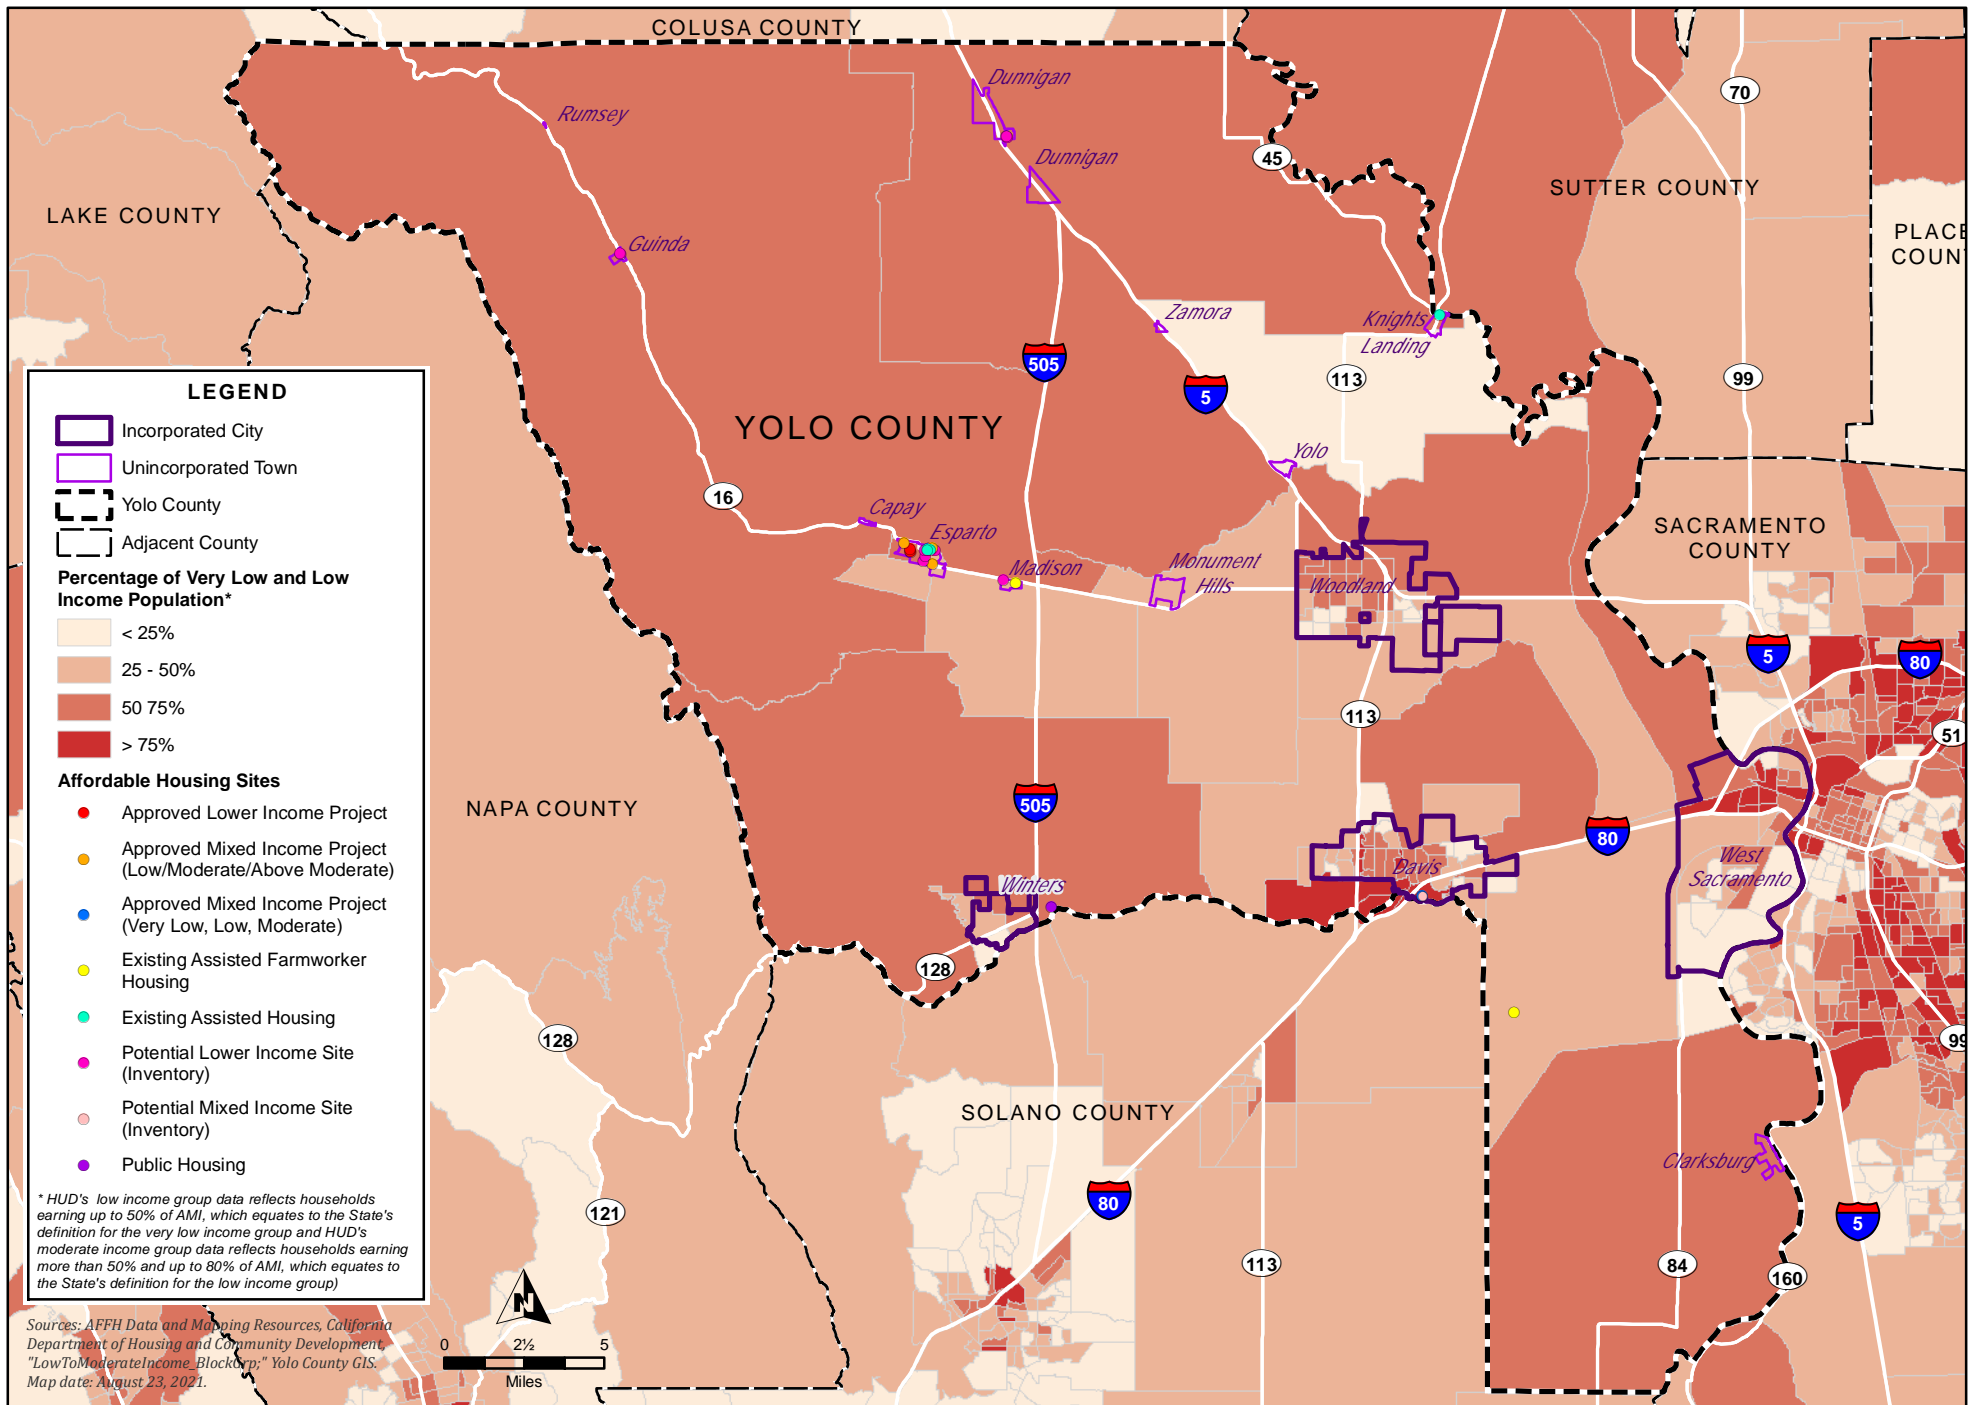 COLUSA COUNTY
Dunnigan
70
Rumsey
Dunnigan
45
SUTTER COUNTY
LAKE COUNTY
PLACE
COUN
Guinda
Zamora
Knights
Landing
505
113
99
5
YOLO COUNTY
Yolo
16
Capay
Esparto
SACRAMENTO
COUNTY
Madison
Monument
Hills
Woodland
5
80
113
51
NAPA COUNTY
505
80
Davis
West
Sacramento
Winters
128
128
99
SOLANO COUNTY
Clarksburg
80
121
5
113
84
160
LEGEND
Incorporated City
Unincorporated Town
Yolo County
Adjacent County
Percentage of Very Low and Low
Income Population*
< 25%
25 - 50%
50 75%
> 75%
Affordable Housing Sites
Approved Lower Income Project
Approved Mixed Income Project
(Low/Moderate/Above Moderate)
Approved Mixed Income Project
(Very Low, Low, Moderate)
Existing Assisted Farmworker
Housing
Existing Assisted Housing
Potential Lower Income Site
(Inventory)
Potential Mixed Income Site
(Inventory)
Public Housing
* HUD's low income group data reflects households
earning up to 50% of AMI, which equates to the State's
definition for the very low income group and HUD's
moderate income group data reflects households earning
more than 50% and up to 80% of AMI, which equates to
the State's definition for the low income group)
Sources: AFFH Data and Mapping Resources, California
Department of Housing and Community Development,
"LowToModerateIncome_BlockGrp;" Yolo County GIS.
Map date: August 23, 2021.
N
0 2½ 5
Miles